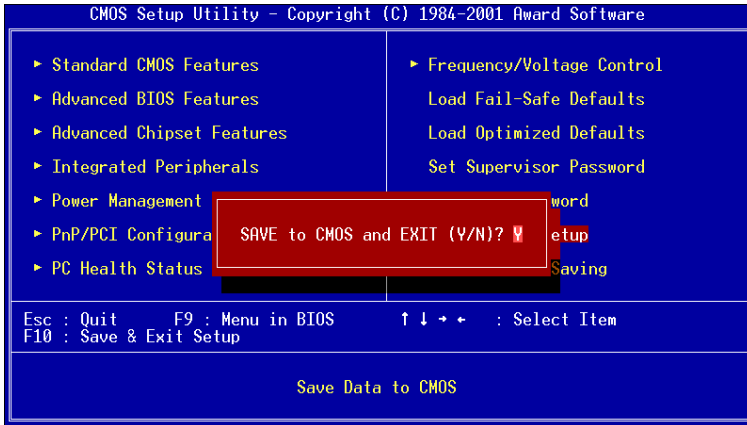 CMOS Setup Utility - Copyright (C) 1984-2001 Award Software
► Standard CMOS Features
► Advanced BIOS Features
► Advanced Chipset Features
► Integrated Peripherals
► Power Management
► PnP/PCI Configura
► PC Health Status
► Frequency/Voltage Control
Load Fail-Safe Defaults
Load Optimized Defaults
Set Supervisor Password
word
etup
Saving
SAVE to CMOS and EXIT (Y/N)? Y
Esc : Quit F9 : Menu in BIOS ↑ ↓ → ← : Select Item
F10 : Save & Exit Setup
Save Data to CMOS